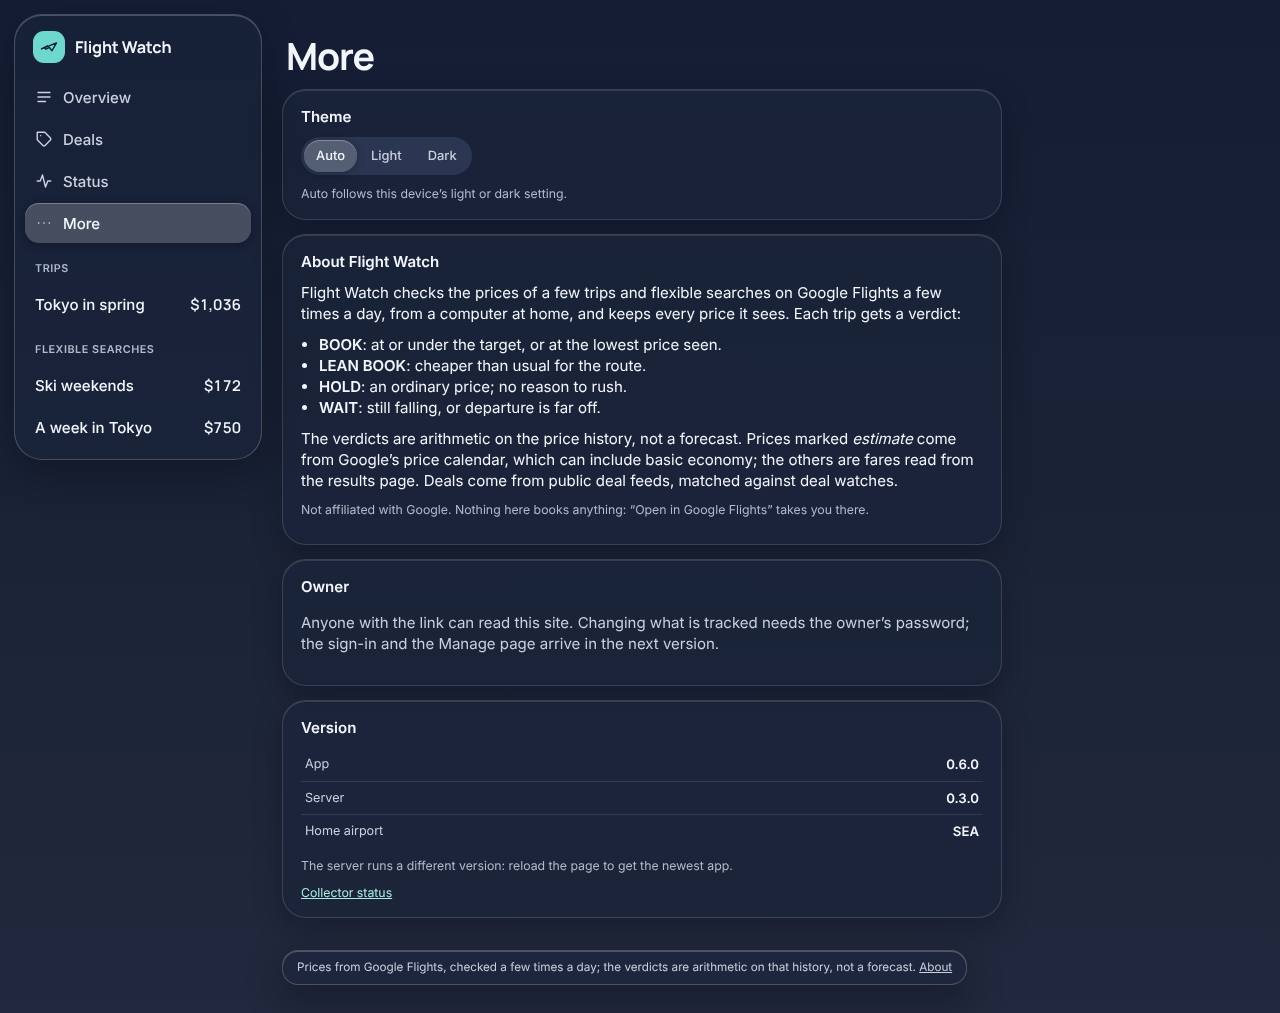 Flight Watch
Overview
Deals
Status
More
TRIPS
Tokyo in spring $1,036
FLEXIBLE SEARCHES
Ski weekends $172
A week in Tokyo $750
More
Theme
Auto Light Dark
Auto follows this device’s light or dark setting.
About Flight Watch
Flight Watch checks the prices of a few trips and flexible searches on Google Flights a few
times a day, from a computer at home, and keeps every price it sees. Each trip gets a verdict:
• BOOK: at or under the target, or at the lowest price seen.
• LEAN BOOK: cheaper than usual for the route.
• HOLD: an ordinary price; no reason to rush.
• WAIT: still falling, or departure is far off.
The verdicts are arithmetic on the price history, not a forecast. Prices marked estimate come
from Google’s price calendar, which can include basic economy; the others are fares read from
the results page. Deals come from public deal feeds, matched against deal watches.
Not affiliated with Google. Nothing here books anything: “Open in Google Flights” takes you there.
Owner
Anyone with the link can read this site. Changing what is tracked needs the owner’s password;
the sign-in and the Manage page arrive in the next version.
Version
App 0.6.0
Server 0.3.0
Home airport SEA
The server runs a different version: reload the page to get the newest app.
Collector status
Prices from Google Flights, checked a few times a day; the verdicts are arithmetic on that history, not a forecast. About